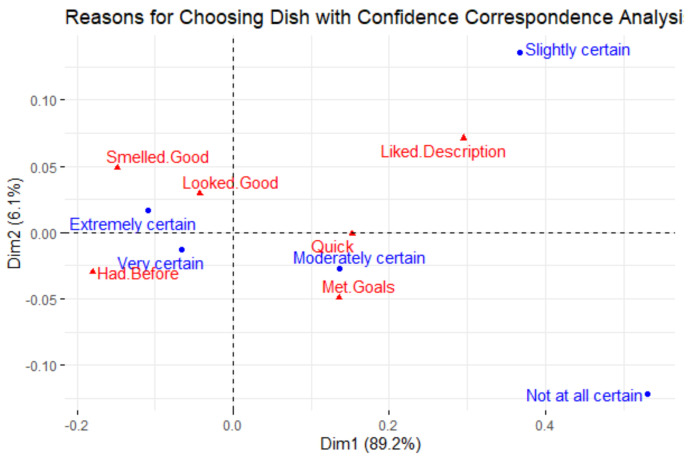 Reasons for Choosing Dish with Confidence Correspondence Analysi
Slightly certain
0.10
Liked.Description
Smelled.Good
0.05
Looked.Good
Extremely certain
0.00
Quick
Very certain
Moderately certain
Had.Before
Met.Goals
-0.05
-0.10
Not at all certain
Dim2 (6.1%)
-0.2
0.0
0.2
0.4
Dim1 (89.2%)